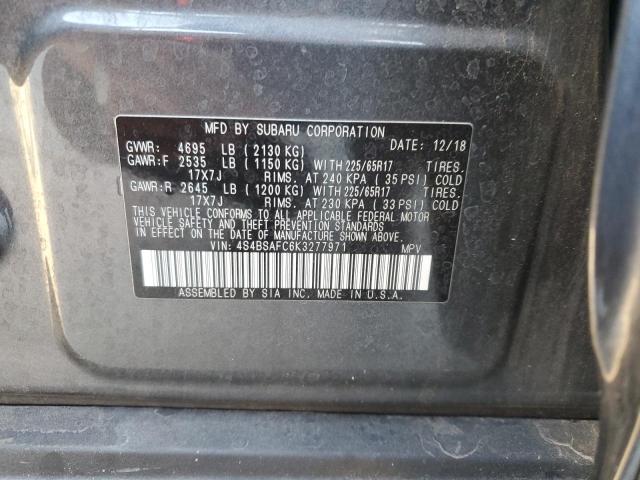 MFD BY SUBARU CORPORATION
GVWR: 4695 LB ( 2130 KG) DATE: 12/18
GAWR:F 2535 LB ( 1150 KG) WITH 225/65R17 TIRES.
17X7J RIMS. AT 240 KPA ( 35 PSI) COLD
GAWR:R 2645 LB ( 1200 KG) WITH 225/65R17 TIRES.
17X7J RIMS. AT 230 KPA ( 33 PSI) COLD
THIS VEHICLE CONFORMS TO ALL APPLICABLE FEDERAL MOTOR
VEHICLE SAFETY AND THEFT PREVENTION STANDARDS
IN EFFECT ON THE DATE OF MANUFACTURE SHOWN ABOVE.
VIN: 4S4BSAFC6K3277971 MPV
ASSEMBLED BY SIA INC. MADE IN U.S.A.